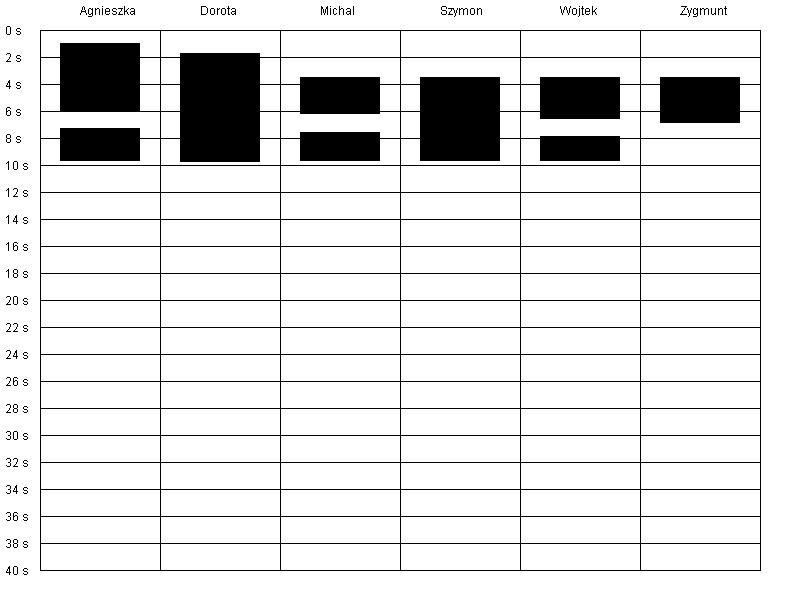 Agnieszka Dorota Michal Szymon Wojtek Zygmunt
0 s
2 s
4 s
6 s
8 s
10 s
12 s
14 s
16 s
18 s
20 s
22 s
24 s
26 s
28 s
30 s
32 s
34 s
36 s
38 s
40 s